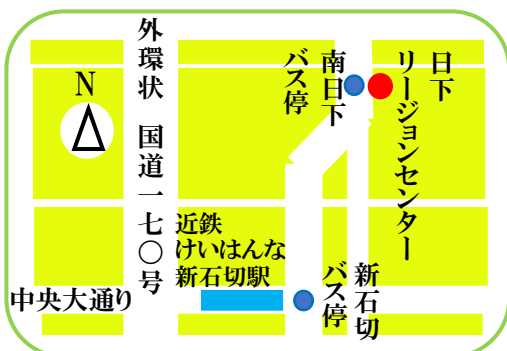 外環状 国道一七〇号
N
南日下
バス停
日下
リージョンセンター
近鉄
けいはんな
新石切駅
新石切
バス停
中央大通り